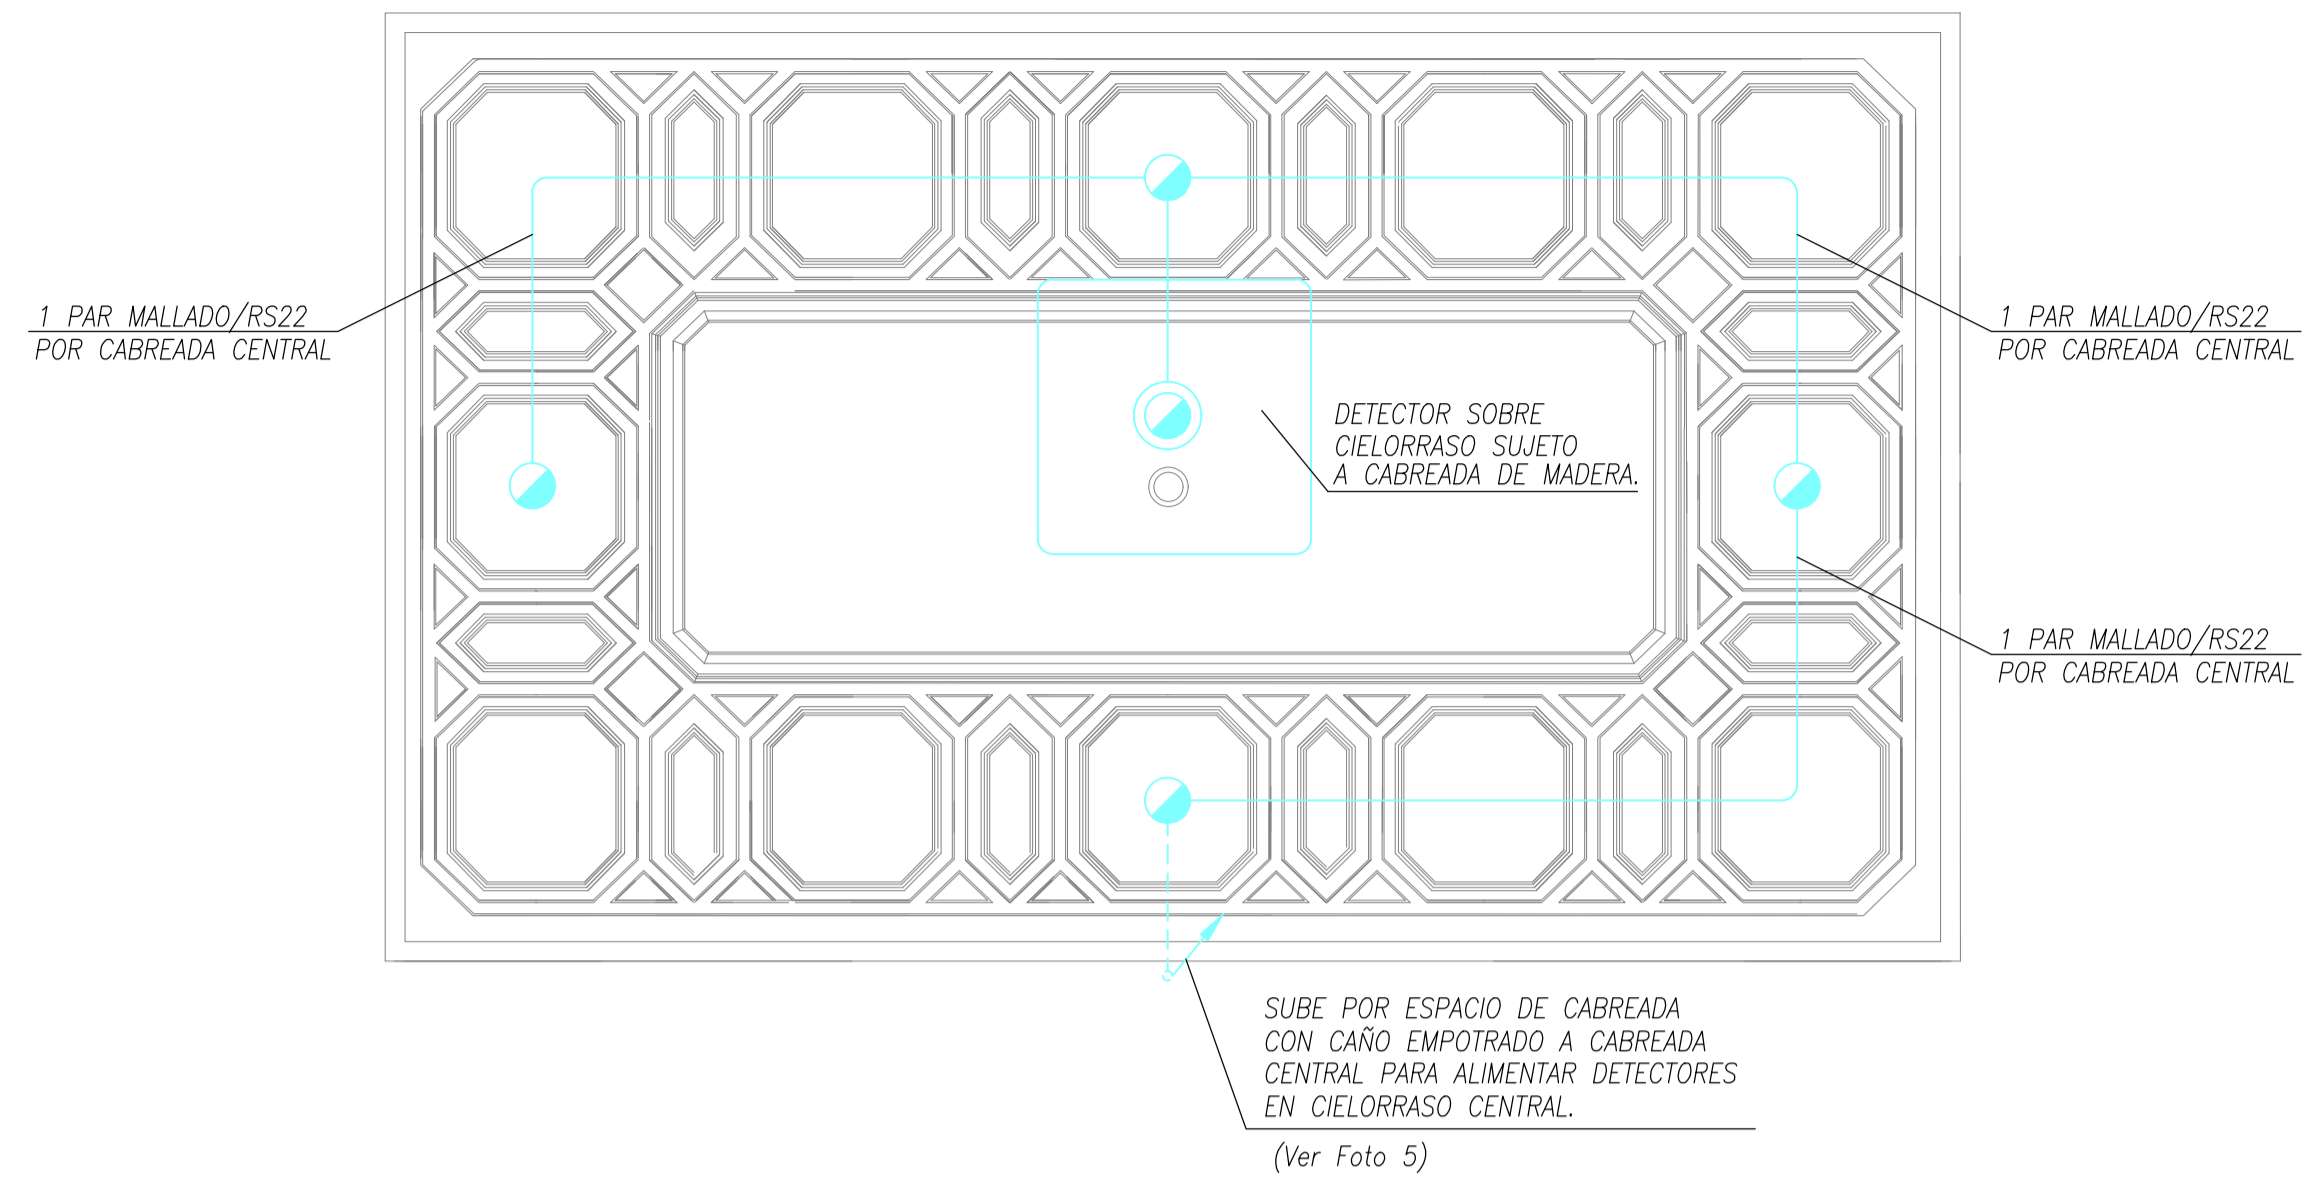 1 PAR MALLADO/RS22
POR CABREADA CENTRAL
1 PAR MALLADO/RS22
POR CABREADA CENTRAL
DETECTOR SOBRE
CIELORRASO SUJETO
A CABREADA DE MADERA.
1 PAR MALLADO/RS22
POR CABREADA CENTRAL
SUBE POR ESPACIO DE CABREADA
CON CAÑO EMPOTRADO A CABREADA
CENTRAL PARA ALIMENTAR DETECTORES
EN CIELORRASO CENTRAL.
(Ver Foto 5)